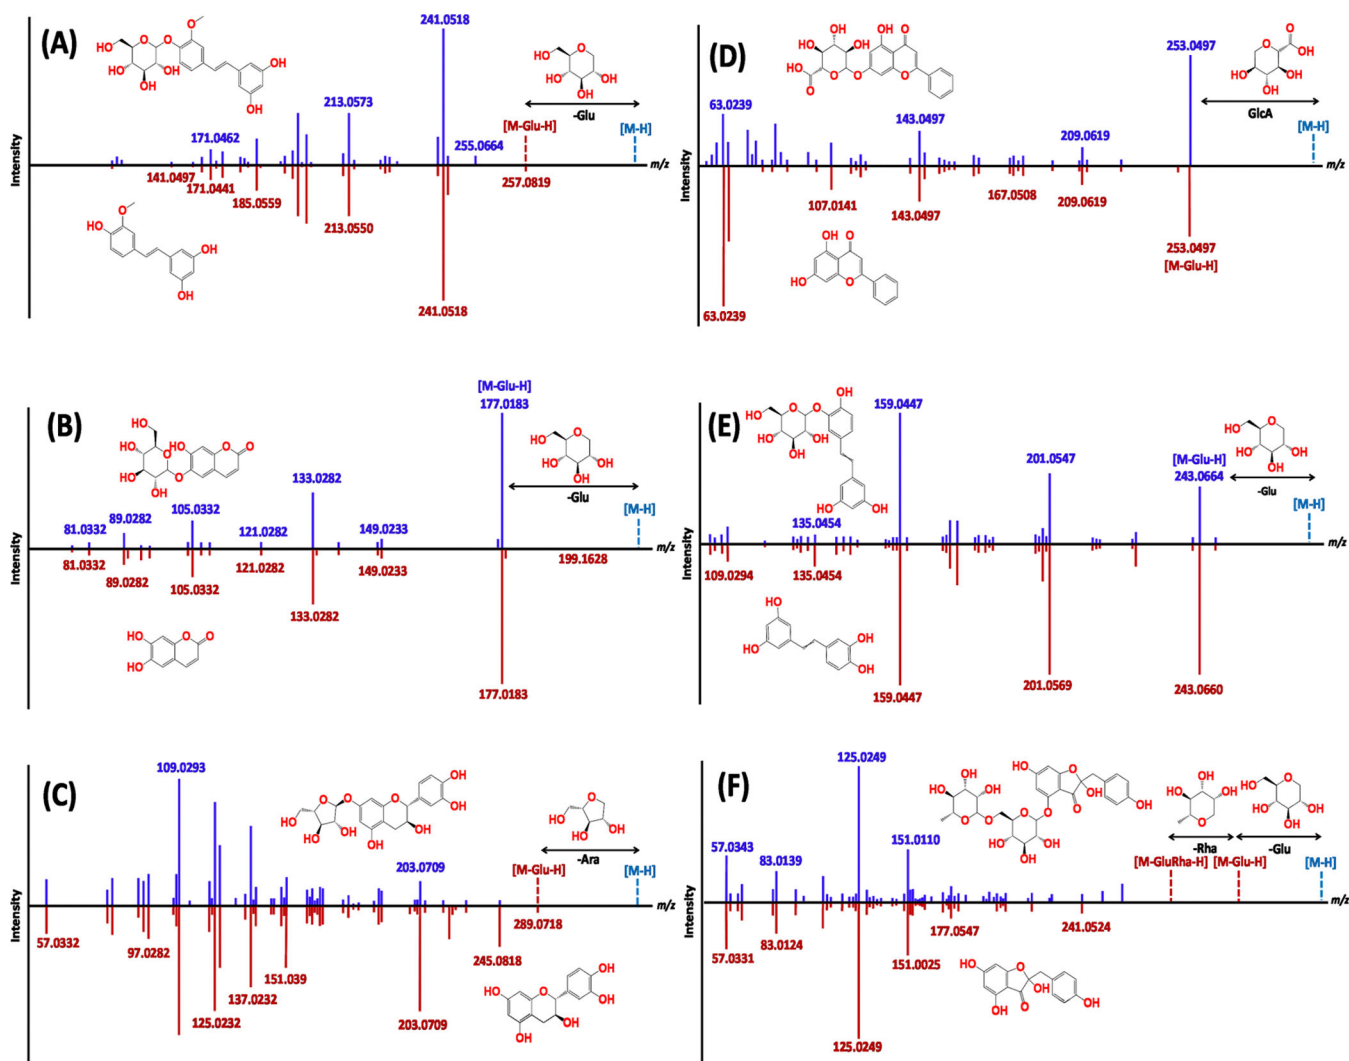 (A)
241.0518
213.0573
171.0462
255.0664
-Glu
[M-Glu-H]
[M-H]
Intensity
m/z
141.0497
171.0441
185.0559
213.0550
241.0518
257.0819
(D)
253.0497
63.0239
143.0497
209.0619
GlcA
[M-H]
Intensity
m/z
107.0141
143.0497
167.0508
209.0619
253.0497
[M-Glu-H]
63.0239
(B)
[M-Glu-H]
177.0183
133.0282
105.0332
89.0282
81.0332
121.0282
149.0233
-Glu
[M-H]
Intensity
m/z
81.0332
89.0282
105.0332
121.0282
133.0282
149.0233
199.1628
177.0183
(E)
159.0447
201.0547
[M-Glu-H]
243.0664
135.0454
-Glu
[M-H]
Intensity
m/z
109.0294
135.0454
159.0447
201.0569
243.0660
(C)
109.0293
203.0709
-Ara
[M-Glu-H]
[M-H]
Intensity
m/z
57.0332
97.0282
125.0232
137.0232
151.039
203.0709
245.0818
289.0718
(F)
125.0249
57.0343
83.0139
151.0110
-Rha
-Glu
[M-GluRha-H]
[M-Glu-H]
[M-H]
Intensity
m/z
57.0331
83.0124
125.0249
151.0025
177.0547
241.0524